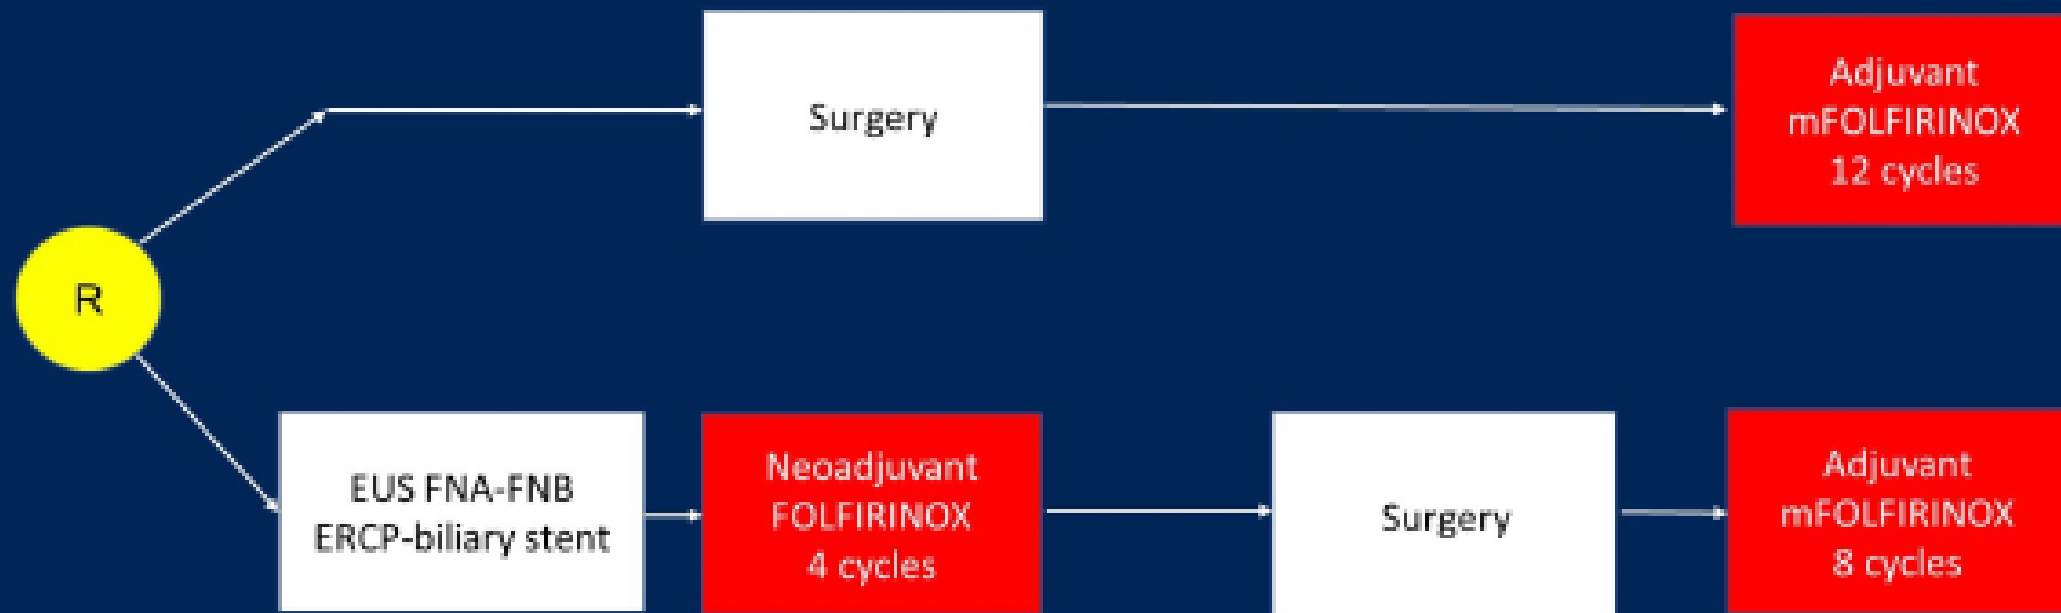 Surgery
Adjuvant
mFOLFIRINOX
12 cycles
R
EUS FNA-FNB
ERCP-biliary stent
Neoadjuvant
FOLFIRINOX
4 cycles
Surgery
Adjuvant
mFOLFIRINOX
8 cycles